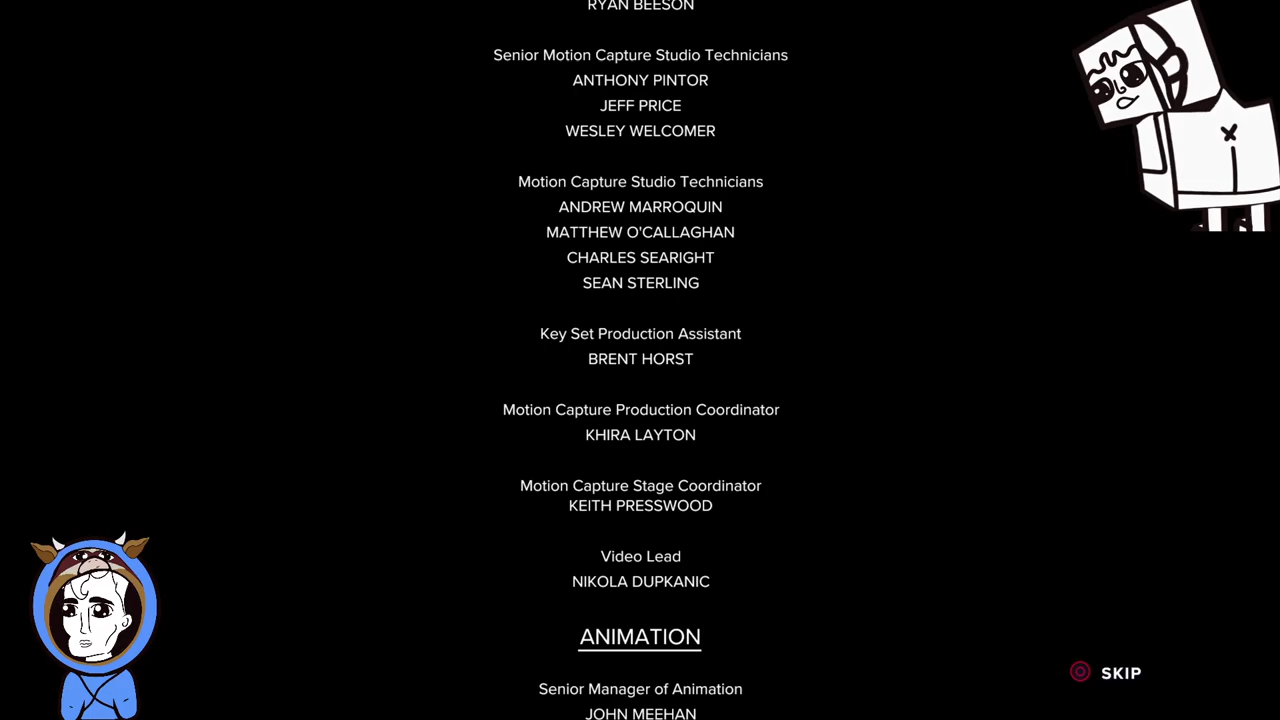 RYAN BEESON
Senior Motion Capture Studio Technicians
ANTHONY PINTOR
JEFF PRICE
WESLEY WELCOMER
Motion Capture Studio Technicians
ANDREW MARROQUIN
MATTHEW O'CALLAGHAN
CHARLES SEARIGHT
SEAN STERLING
Key Set Production Assistant
BRENT HORST
Motion Capture Production Coordinator
KHIRA LAYTON
Motion Capture Stage Coordinator
KEITH PRESSWOOD
Video Lead
NIKOLA DUPKANIC
ANIMATION
Senior Manager of Animation
JOHN MEEHAN
SKIP